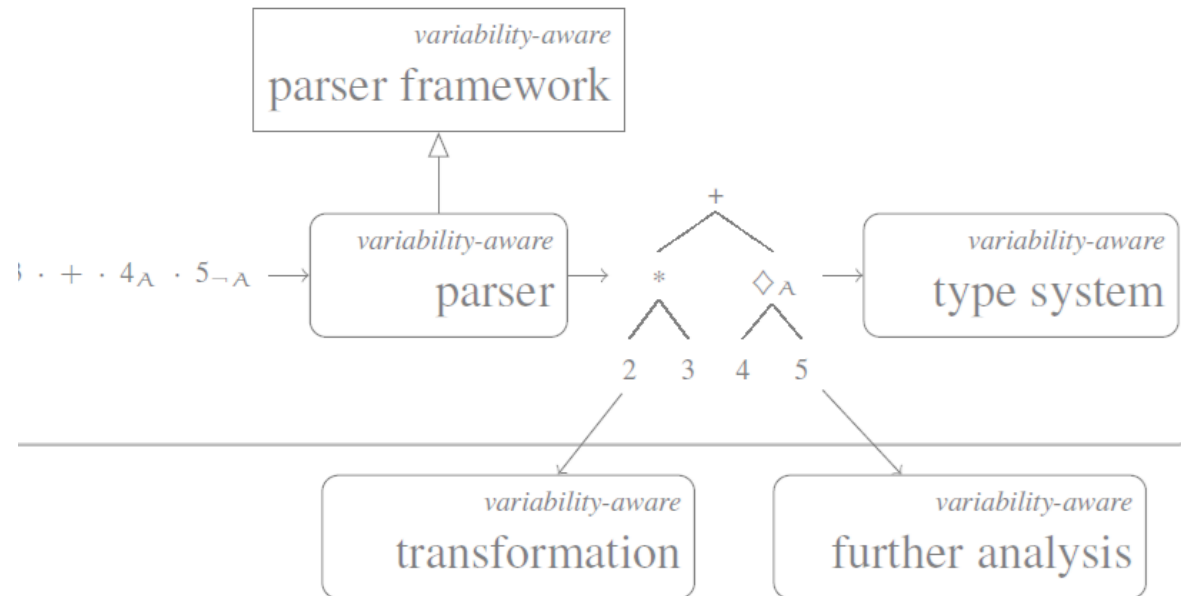 variability-aware
parser framework
+
· + · 4A · 5¬A
variability-aware
parser
* ◇A
variability-aware
type system
2 3 4 5
variability-aware
transformation
variability-aware
further analysis